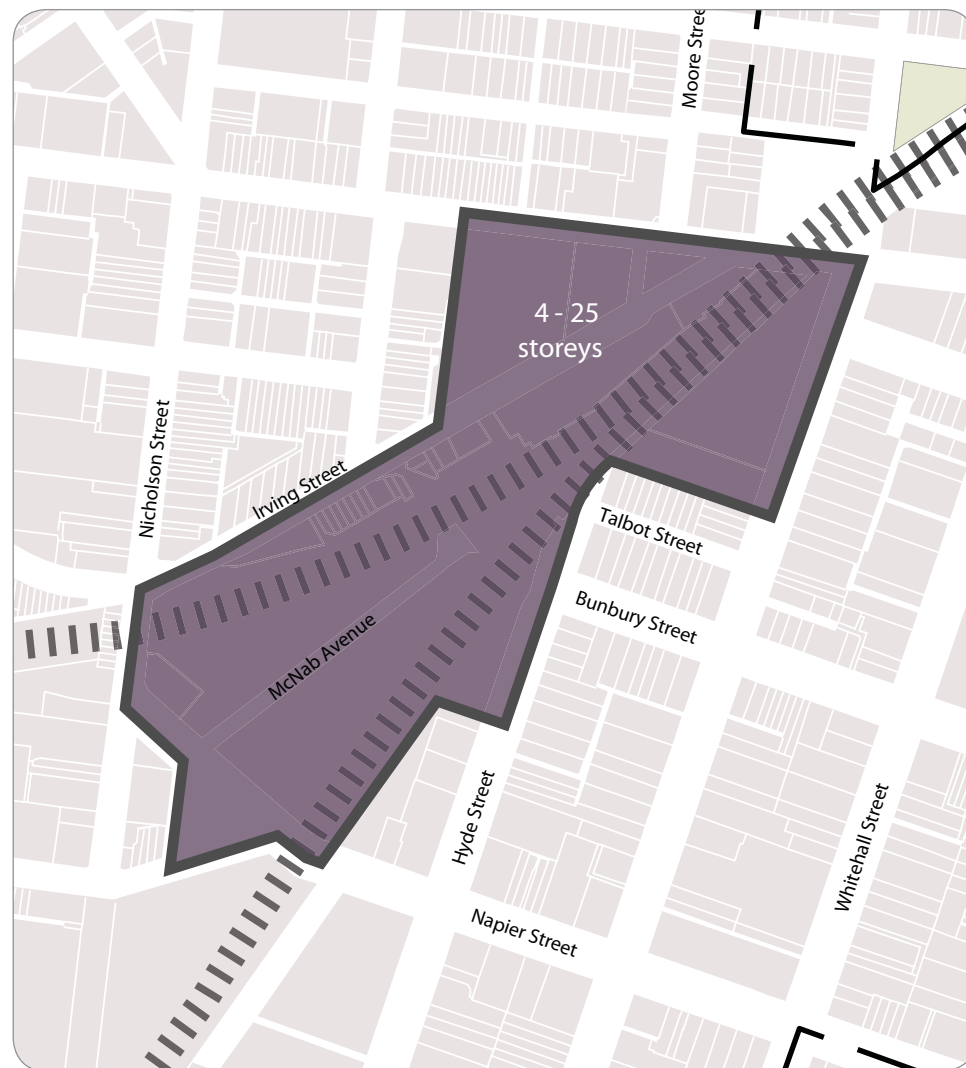 Moore Stree
4 - 25
storeys
Nicholson Street
Irving Street
Talbot Street
Bunbury Street
McNab Avenue
Hyde Street
Whitehall Street
Napier Street